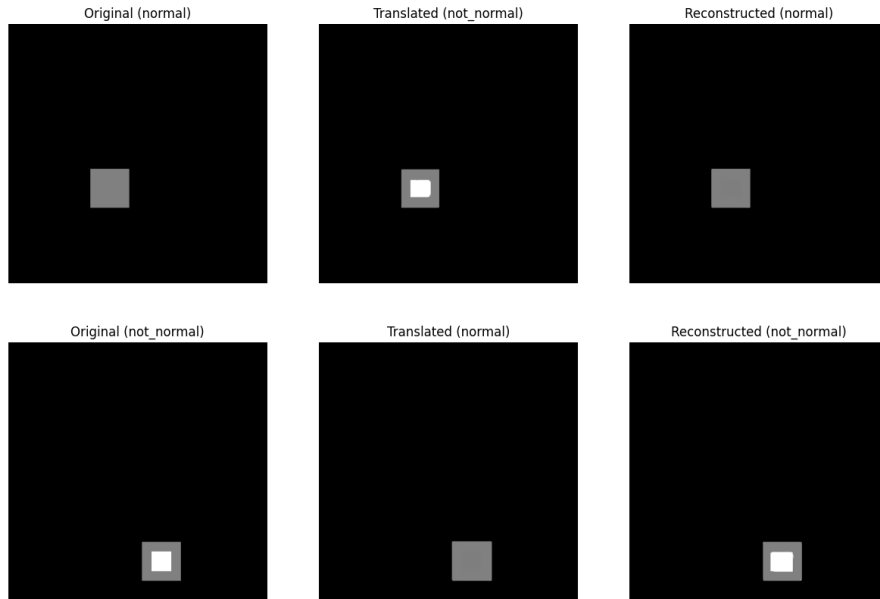 Original (normal)
Translated (not_normal)
Reconstructed (normal)
Original (not_normal)
Translated (normal)
Reconstructed (not_normal)